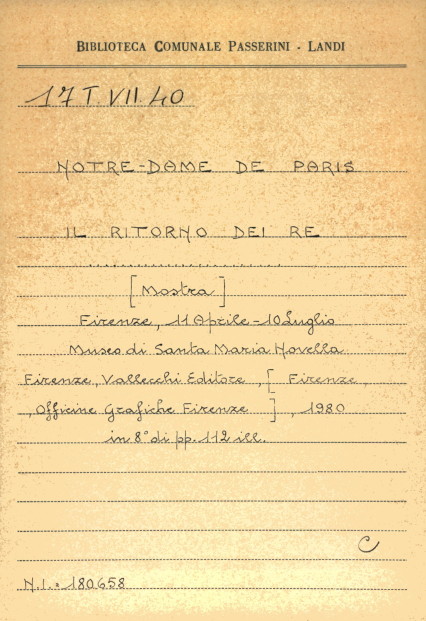 BIBLIOTECA COMUNALE PASSERINI - LANDI
17 T. VII 40
NOTRE-DAME DE PARIS
IL RITORNO DEI RE
[Mostra]
Firenze, 11 Aprile - 10 Luglio
Museo di Santa Maria Novella
Firenze, Vallecchi Editore, [ Firenze,
, Officine Grafiche Firenze ], 1980
in 8° di pp. 112 ill.
C
N.I. = 180658